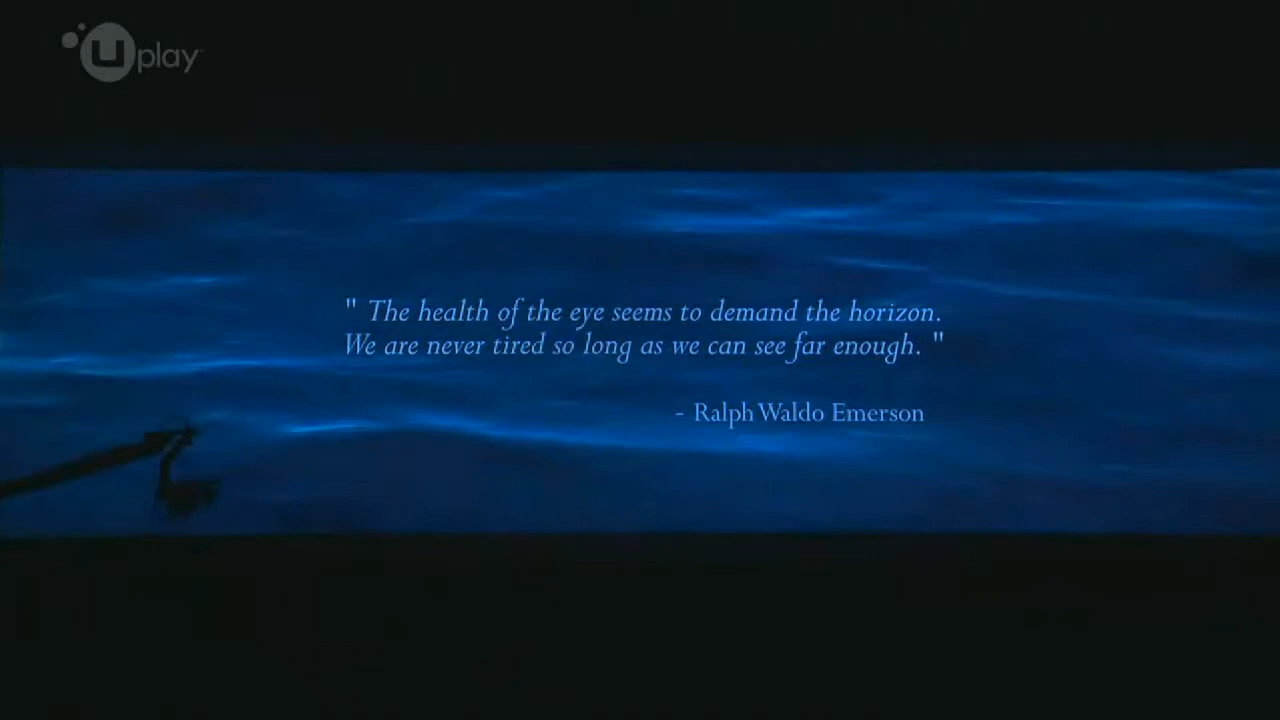 Uplay
" The health of the eye seems to demand the horizon.
We are never tired so long as we can see far enough. "
- Ralph Waldo Emerson